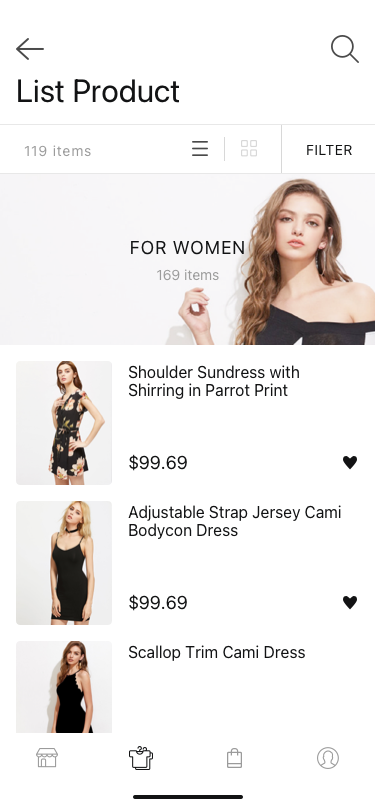 List Product
119 items
FILTER
FOR WOMEN
169 items
Shoulder Sundress with
Shirring in Parrot Print
$99.69
Adjustable Strap Jersey Cami
Bodycon Dress
$99.69
Scallop Trim Cami Dress